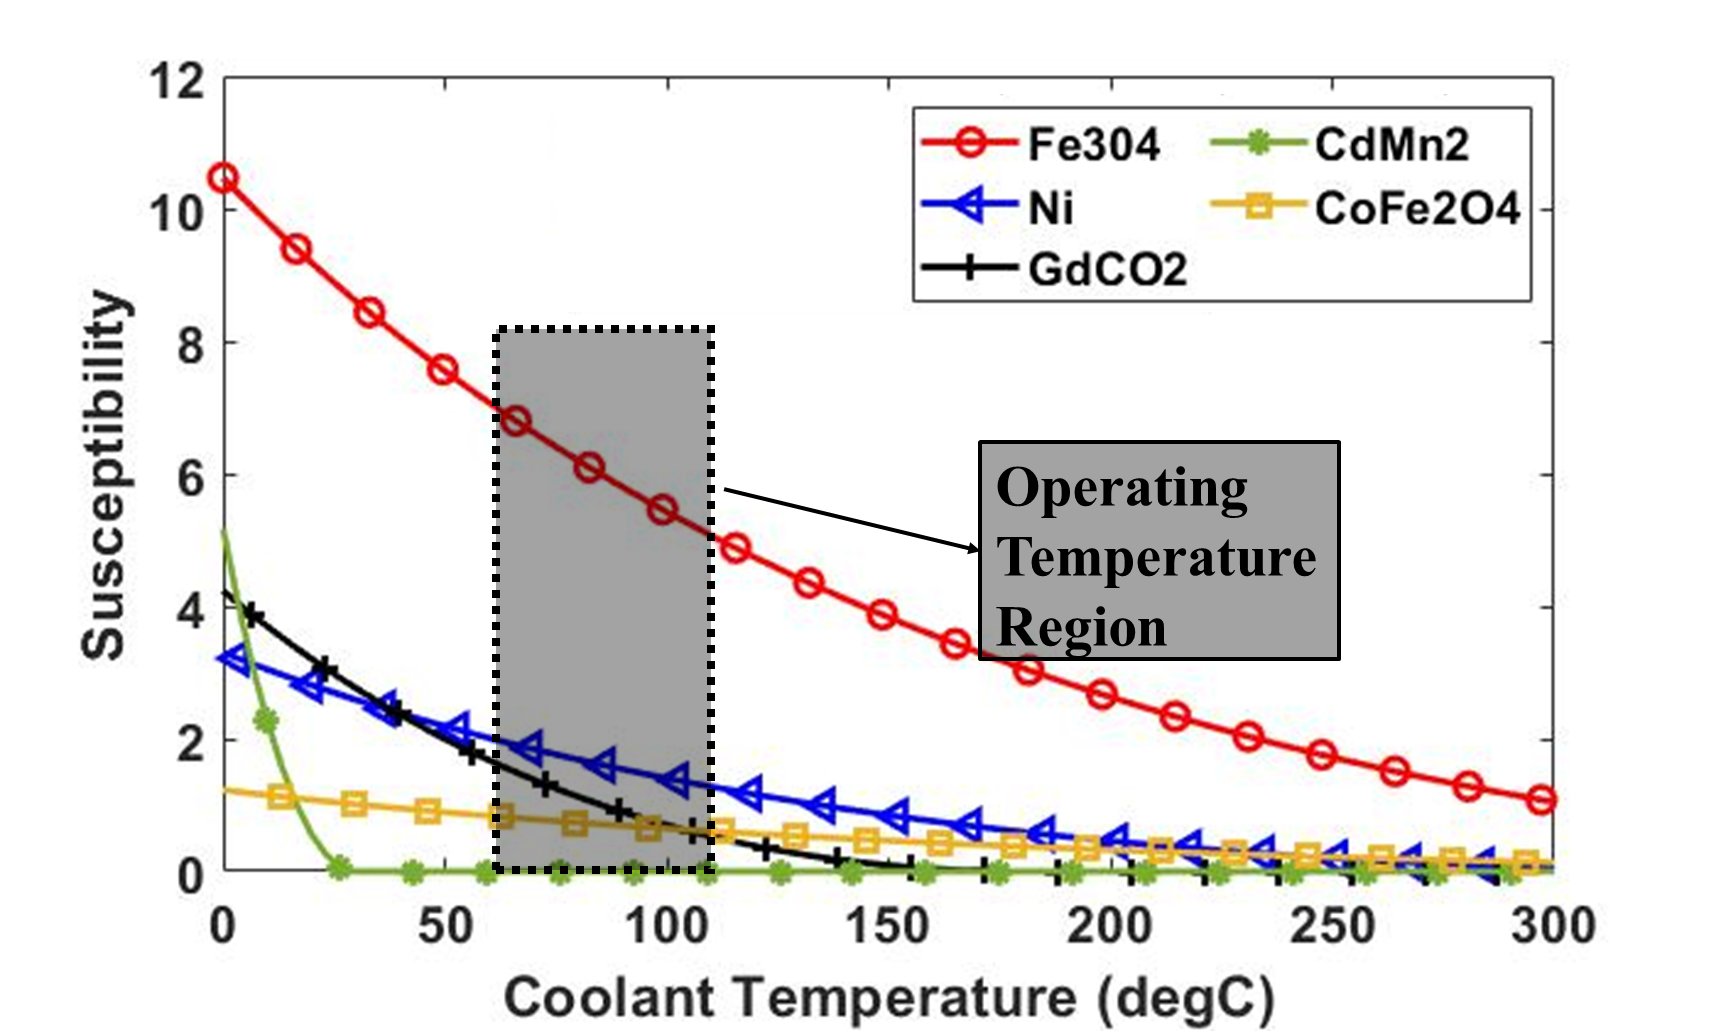 12
10
8
6
4
2
0
Susceptibility
Fe304
CdMn2
Ni
CoFe2O4
GdCO2
Operating
Temperature
Region
0 50 100 150 200 250 300
Coolant Temperature (degC)